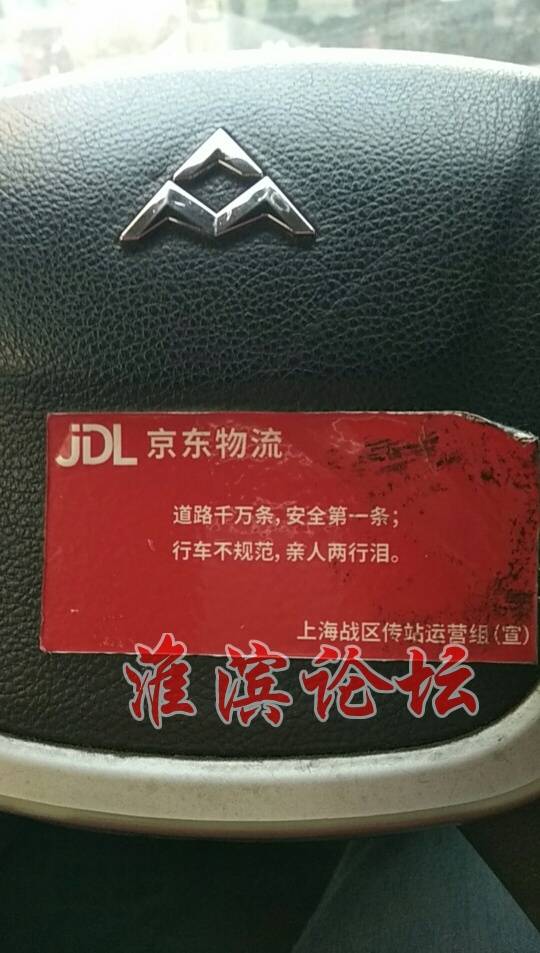 JDL 京东物流
道路千万条，安全第一条；
行车不规范，亲人两行泪。
上海战区传站运营组（宣）
淮滨论坛